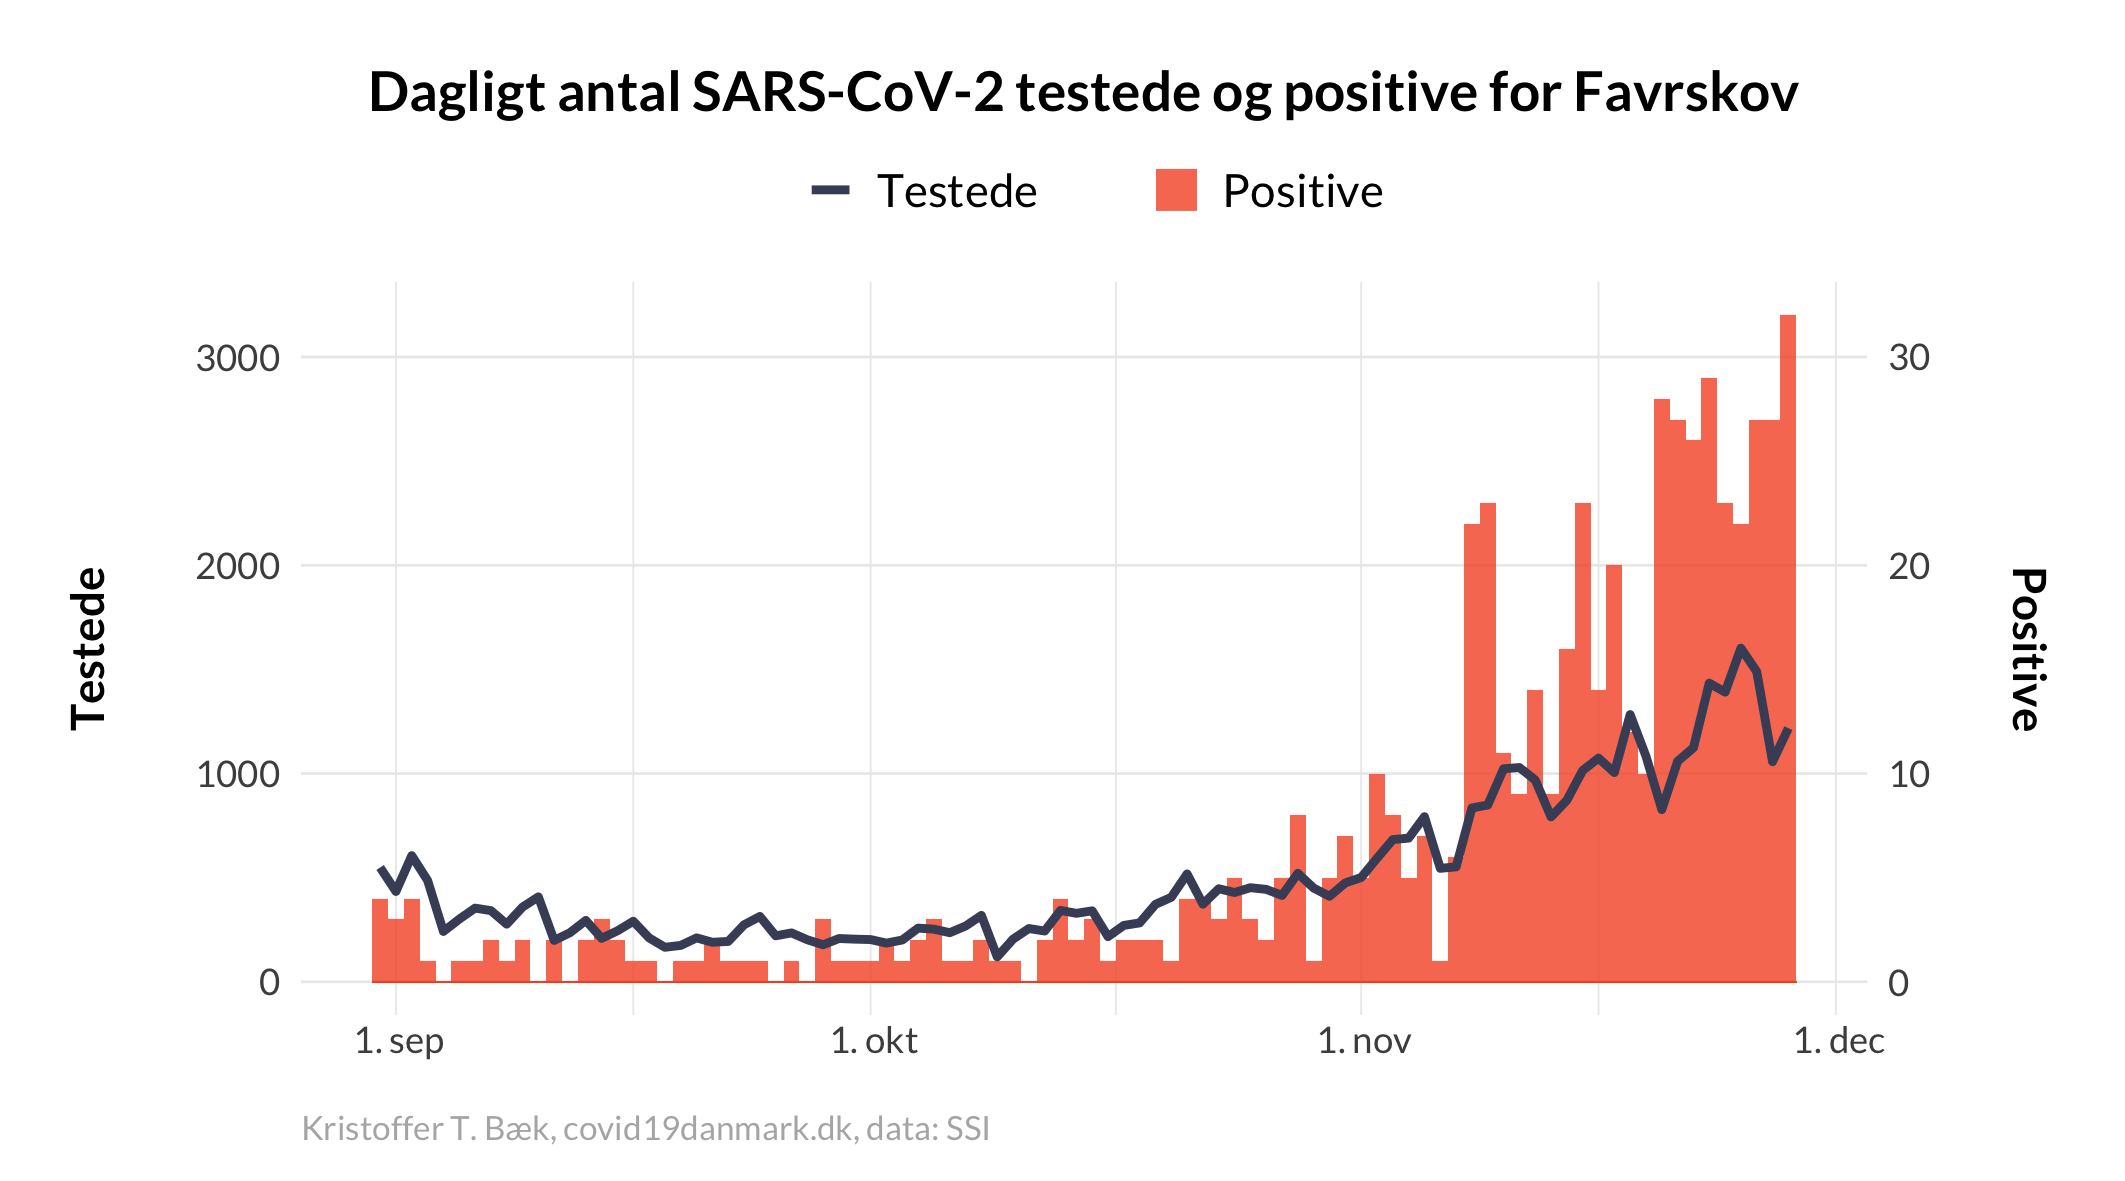 Dagligt antal SARS-CoV-2 testede og positive for Favrskov
Testede
Positive
3000
2000
1000
0
30
20
10
0
Testede
Positive
1. sep
1. okt
1. nov
1. dec
Kristoffer T. Bæk, covid19danmark.dk, data: SSI